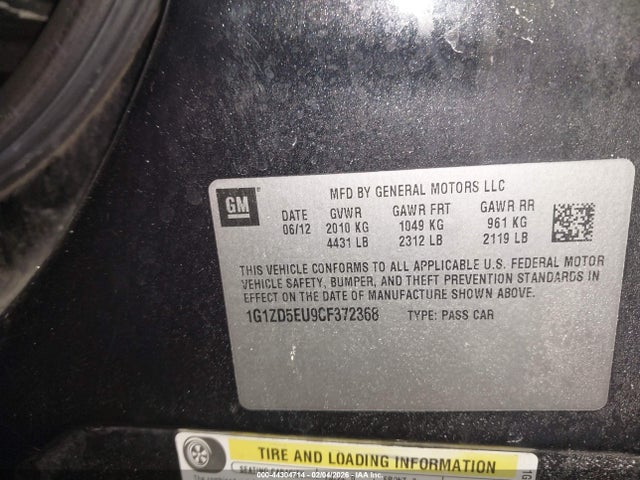 GM
MFD BY GENERAL MOTORS LLC
DATE GVWR GAWR FRT GAWR RR
06/12 2010 KG 1049 KG 961 KG
4431 LB 2312 LB 2119 LB
THIS VEHICLE CONFORMS TO ALL APPLICABLE U.S. FEDERAL MOTOR
VEHICLE SAFETY, BUMPER, AND THEFT PREVENTION STANDARDS IN
EFFECT ON THE DATE OF MANUFACTURE SHOWN ABOVE.
1G1ZD5EU9CF372368 TYPE: PASS CAR
TIRE AND LOADING INFORMATION
000-44304714 - 02/04/2026 - IAA Inc.